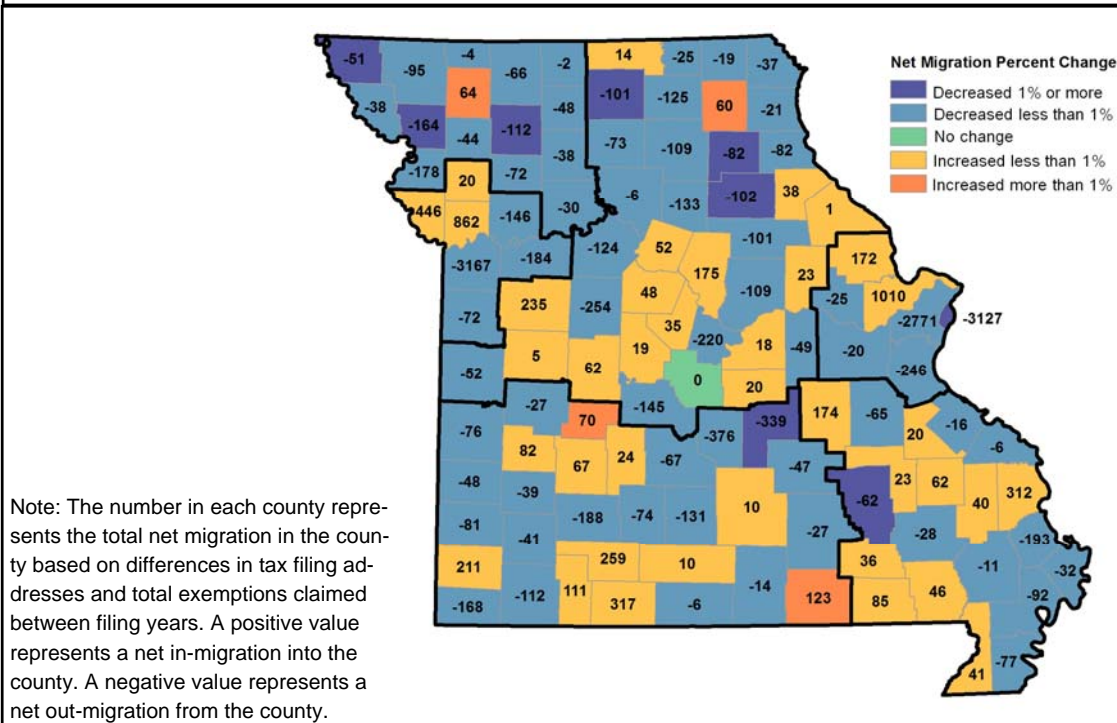 Net Migration Percent Change
Decreased 1% or more
Decreased less than 1%
No change
Increased less than 1%
Increased more than 1%
-51 -95 -4 -66 -2 14 -25 -19 -37
64 -101 -125 60 -21
-38 -164 -44 -112 -48 -73 -109 -82 -82
-178 20 -72 -38 -6 -133 -102 38 1
446 862 -146 -30
-3167 -184 -124 52 175 -101 23 172
-72 235 -254 48 -109 -25 1010 -2771 -3127
35 -220 18 -49 -20 -246
-52 5 62 19 0 20
-76 -27 70 -145 -376 -339 174 -65 20 -16 -6
82 67 24 -67 -47
-48 -39 -62 23 62 40 312
-81 -41 -188 -74 -131 10 -27 -28 -193
211 259 10 36 -11 -32
-168 -112 111 317 -6 -14 123 85 46 -92
41 -77
Note: The number in each county repre-
sents the total net migration in the coun-
ty based on differences in tax filing ad-
dresses and total exemptions claimed
between filing years. A positive value
represents a net in-migration into the
county. A negative value represents a
net out-migration from the county.